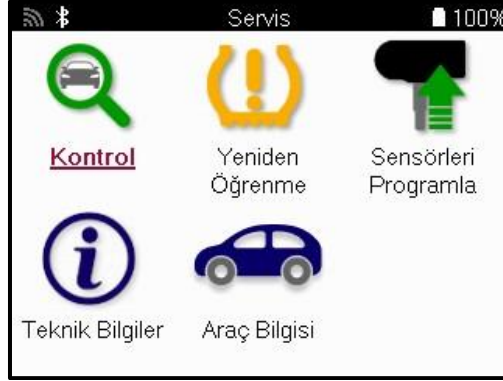 Servis
100%
Kontrol
Yeniden
Öğrenme
Sensörleri
Programla
Teknik Bilgiler
Araç Bilgisi